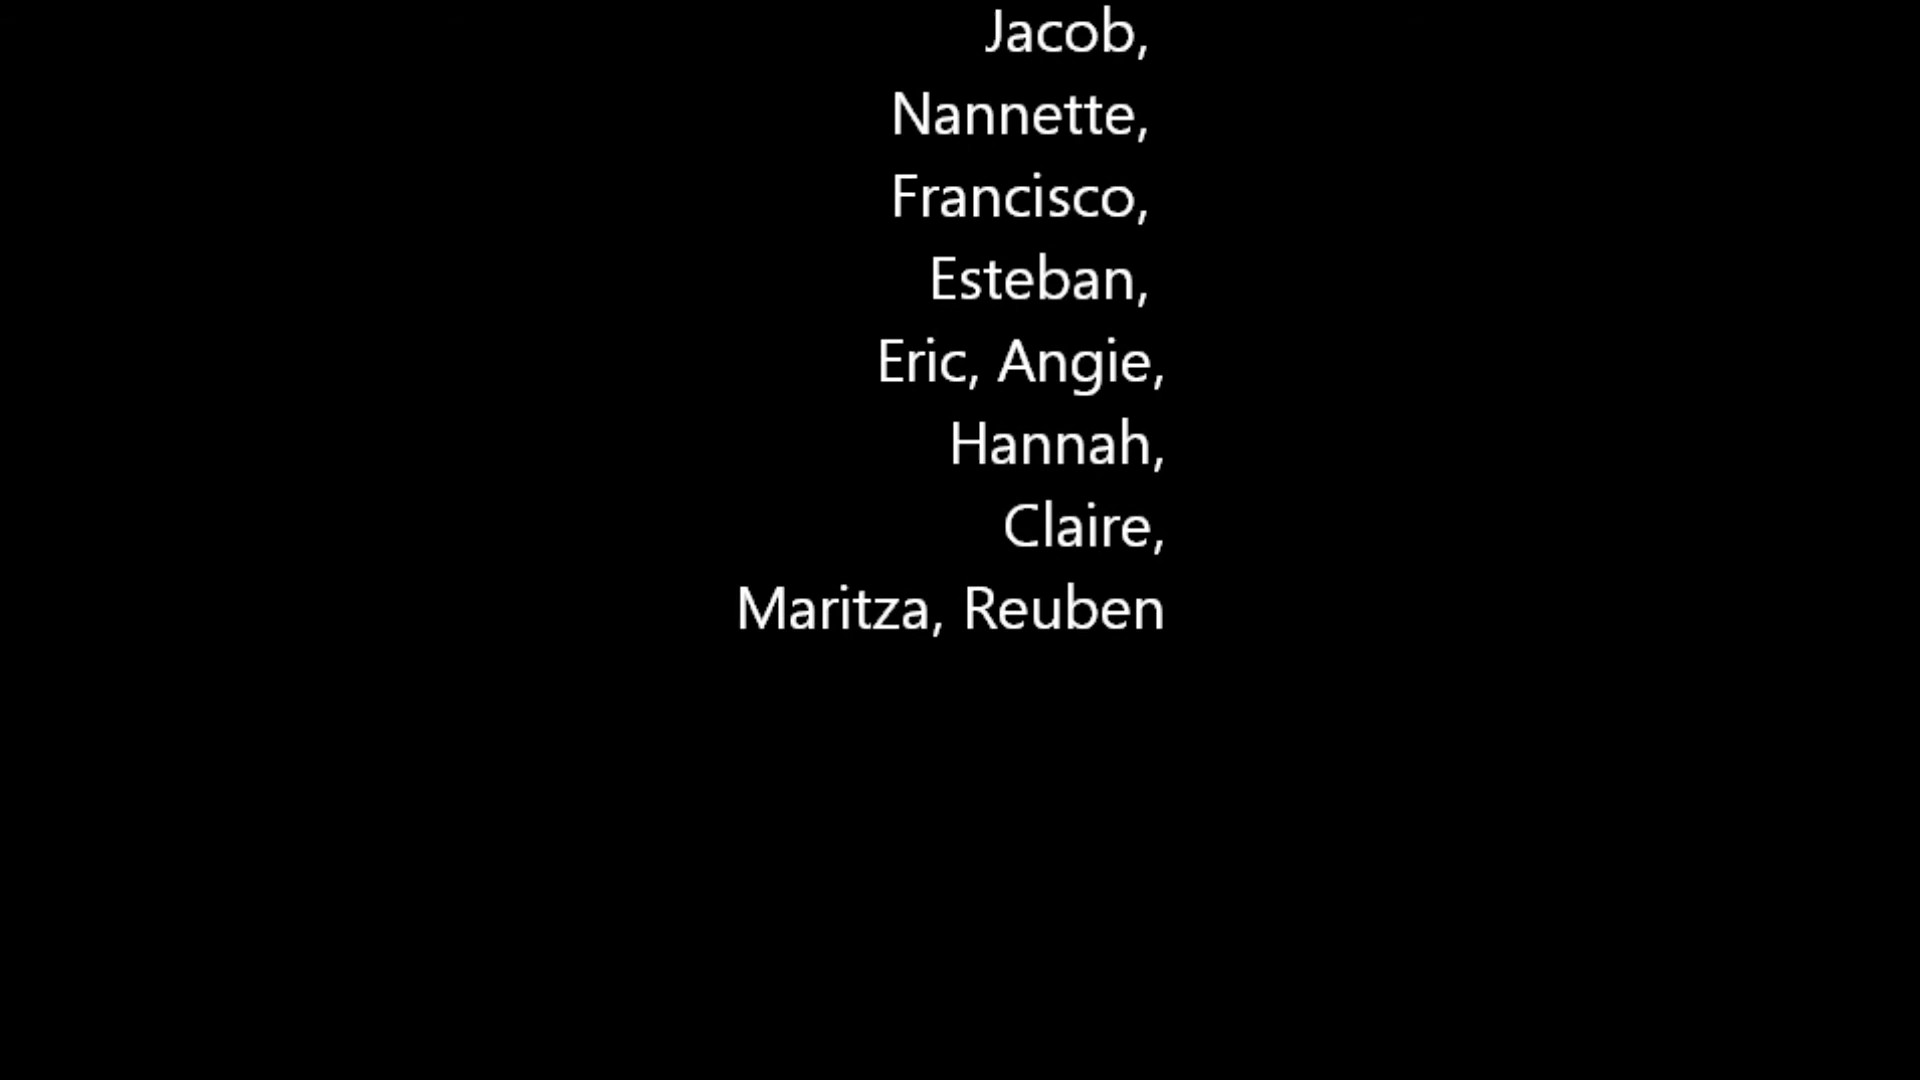 Jacob,
Nannette,
Francisco,
Esteban,
Eric, Angie,
Hannah,
Claire,
Maritza, Reuben